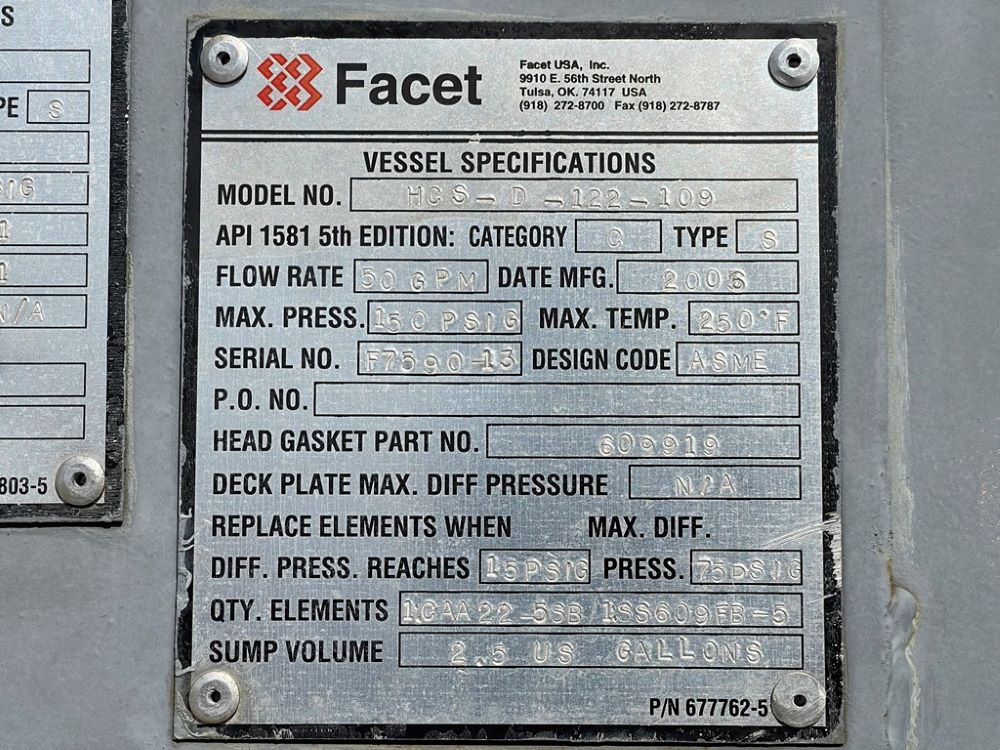 S
PE S
SIG
1
1
N/A
803-5
Facet
Facet USA, Inc.
9910 E. 56th Street North
Tulsa, OK. 74117 USA
(918) 272-8700 Fax (918) 272-8787
VESSEL SPECIFICATIONS
MODEL NO. HCS-D-122-109
API 1581 5th EDITION: CATEGORY C TYPE S
FLOW RATE 50 GPM DATE MFG.
MAX. PRESS. 150 PSIG MAX. TEMP. 250°F
SERIAL NO. F7590-13 DESIGN CODE ASME
P.O. NO.
HEAD GASKET PART NO. 609919
DECK PLATE MAX. DIFF PRESSURE N/A
REPLACE ELEMENTS WHEN MAX. DIFF.
DIFF. PRESS. REACHES 15PSIG PRESS. 75PSIG
QTY. ELEMENTS 1CAA22-5SB 1SS609FB-5
SUMP VOLUME 2.5 US GALLONS
P/N 677762-5